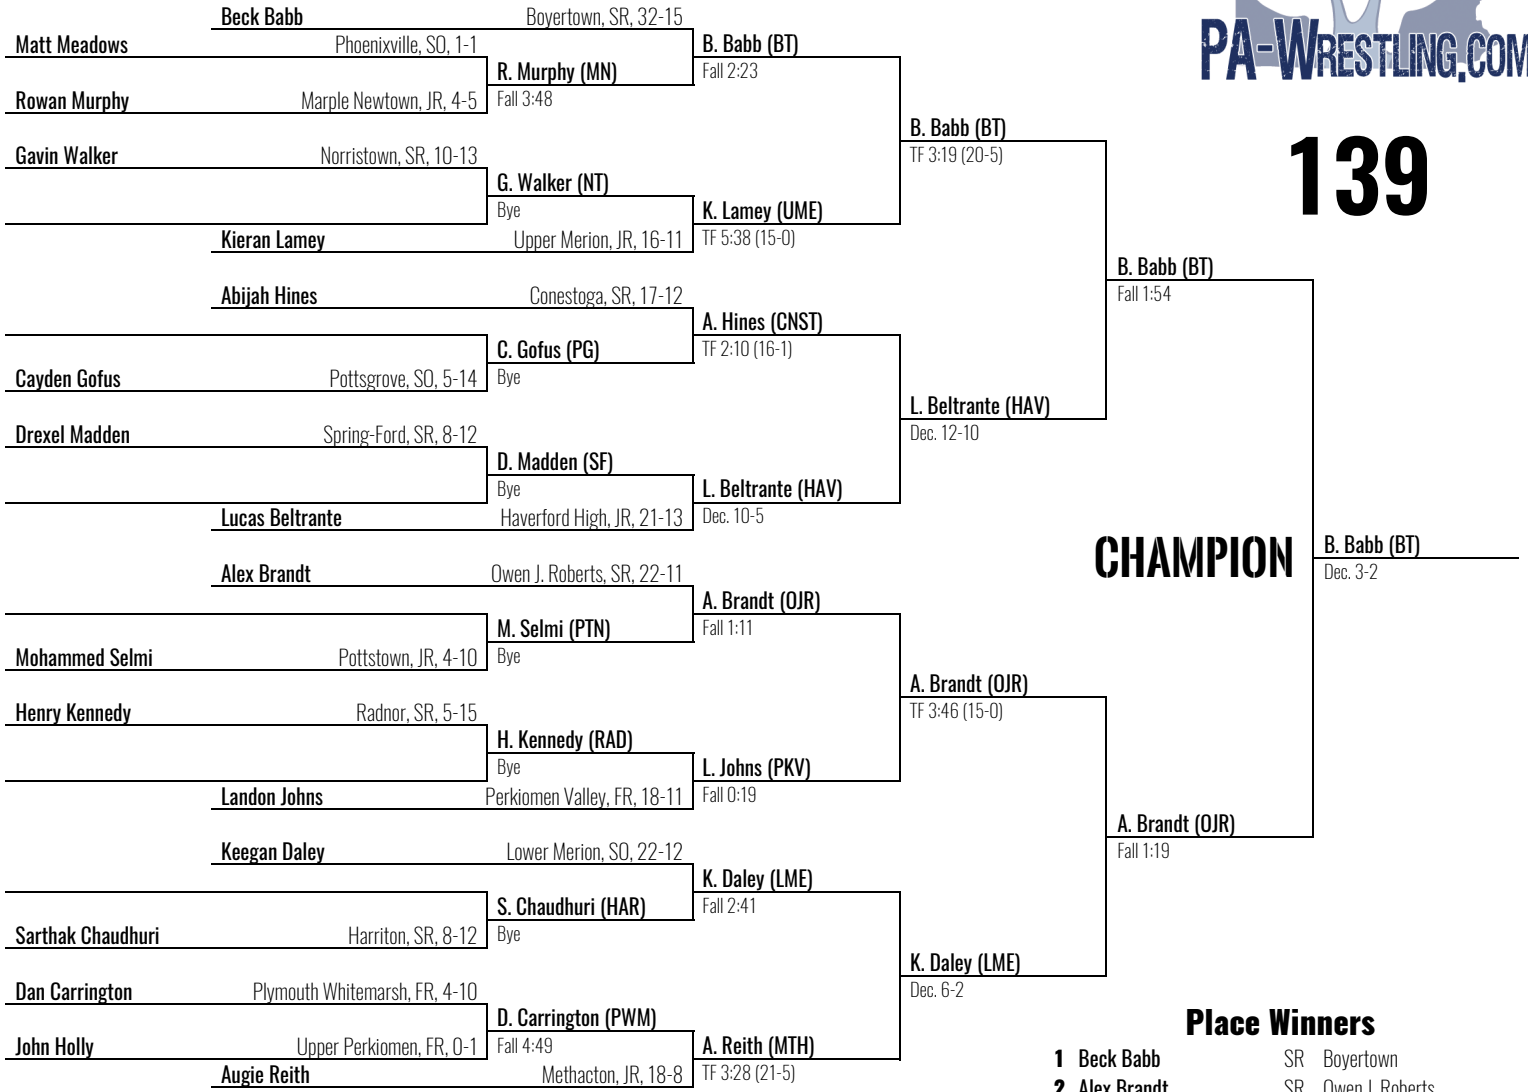 PA-WRESTLING.COM
139
Beck Babb Boyertown, SR, 32-15
Matt Meadows Phoenixville, SO, 1-1
B. Babb (BT)
R. Murphy (MN)
Fall 2:23
Rowan Murphy Marple Newtown, JR, 4-5
Fall 3:48
B. Babb (BT)
Gavin Walker Norristown, SR, 10-13
TF 3:19 (20-5)
G. Walker (NT)
Bye
K. Lamey (UME)
Kieran Lamey Upper Merion, JR, 16-11
TF 5:38 (15-0)
B. Babb (BT)
Abijah Hines Conestoga, SR, 17-12
Fall 1:54
A. Hines (CNST)
C. Gofus (PG)
TF 2:10 (16-1)
Cayden Gofus Pottsgrove, SO, 5-14
Bye
L. Beltrante (HAV)
Drexel Madden Spring-Ford, SR, 8-12
Dec. 12-10
D. Madden (SF)
Bye
L. Beltrante (HAV)
Lucas Beltrante Haverford High, JR, 21-13
Dec. 10-5
CHAMPION
B. Babb (BT)
Dec. 3-2
Alex Brandt Owen J. Roberts, SR, 22-11
A. Brandt (OJR)
M. Selmi (PTN)
Fall 1:11
Mohammed Selmi Pottstown, JR, 4-10
Bye
A. Brandt (OJR)
Henry Kennedy Radnor, SR, 5-15
TF 3:46 (15-0)
H. Kennedy (RAD)
Bye
L. Johns (PKV)
Landon Johns Perkiomen Valley, FR, 18-11
Fall 0:19
A. Brandt (OJR)
Keegan Daley Lower Merion, SO, 22-12
Fall 1:19
K. Daley (LME)
S. Chaudhuri (HAR)
Fall 2:41
Sarthak Chaudhuri Harriton, SR, 8-12
Bye
K. Daley (LME)
Dan Carrington Plymouth Whitemarsh, FR, 4-10
Dec. 6-2
D. Carrington (PWM)
John Holly Upper Perkiomen, FR, 0-1
Fall 4:49
A. Reith (MTH)
Augie Reith Methacton, JR, 18-8
TF 3:28 (21-5)
Place Winners
1 Beck Babb SR Boyertown
2 Alex Brandt SR Owen J. Roberts